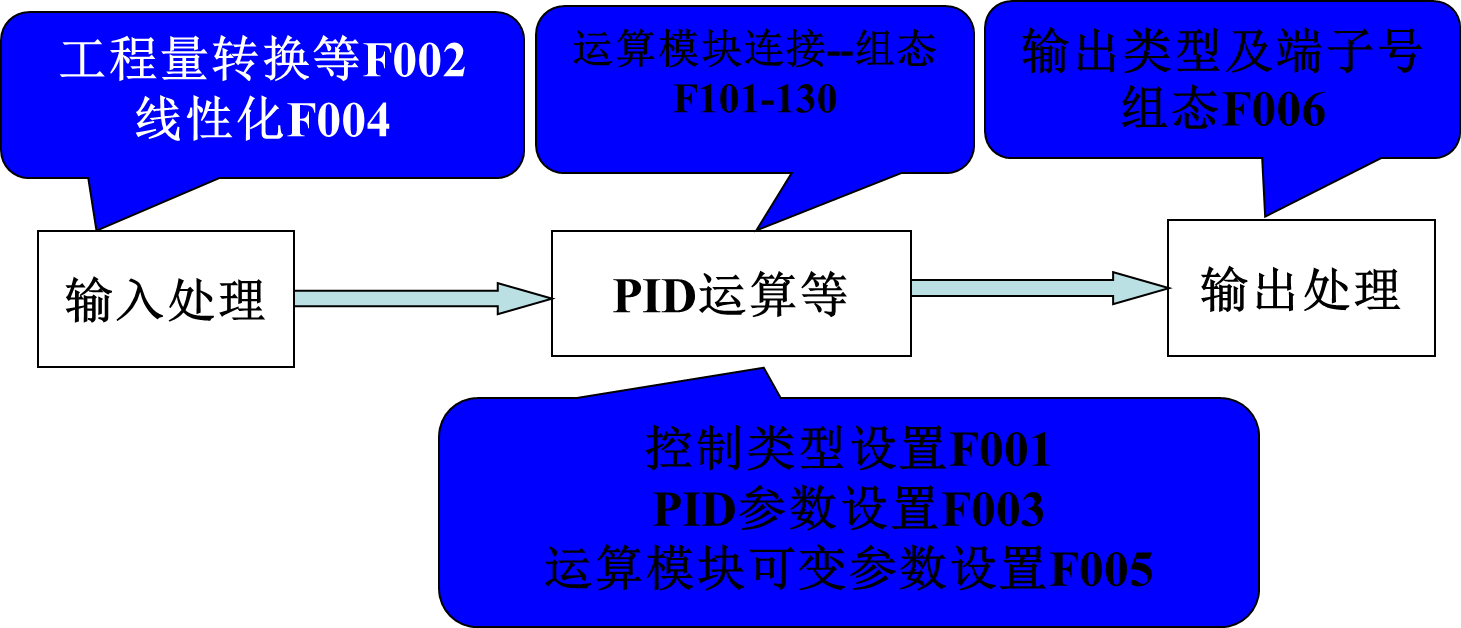 工程量转换等F002
线性化F004
运算模块连接--组态
F101-130
输出类型及端子号
组态F006
输入处理
PID运算等
输出处理
控制类型设置F001
PID参数设置F003
运算模块可变参数设置F005